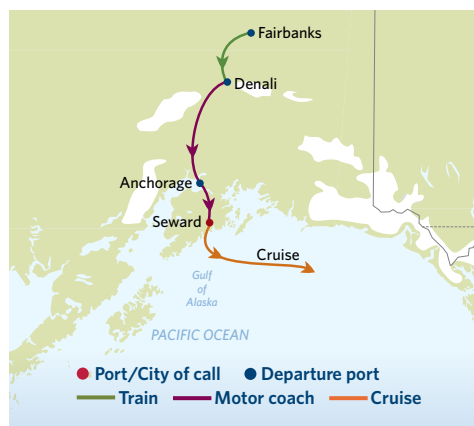 Fairbanks
Denali
Anchorage
Seward
Cruise
Gulf
of
Alaska
PACIFIC OCEAN
Port/City of call
Departure port
Train
Motor coach
Cruise